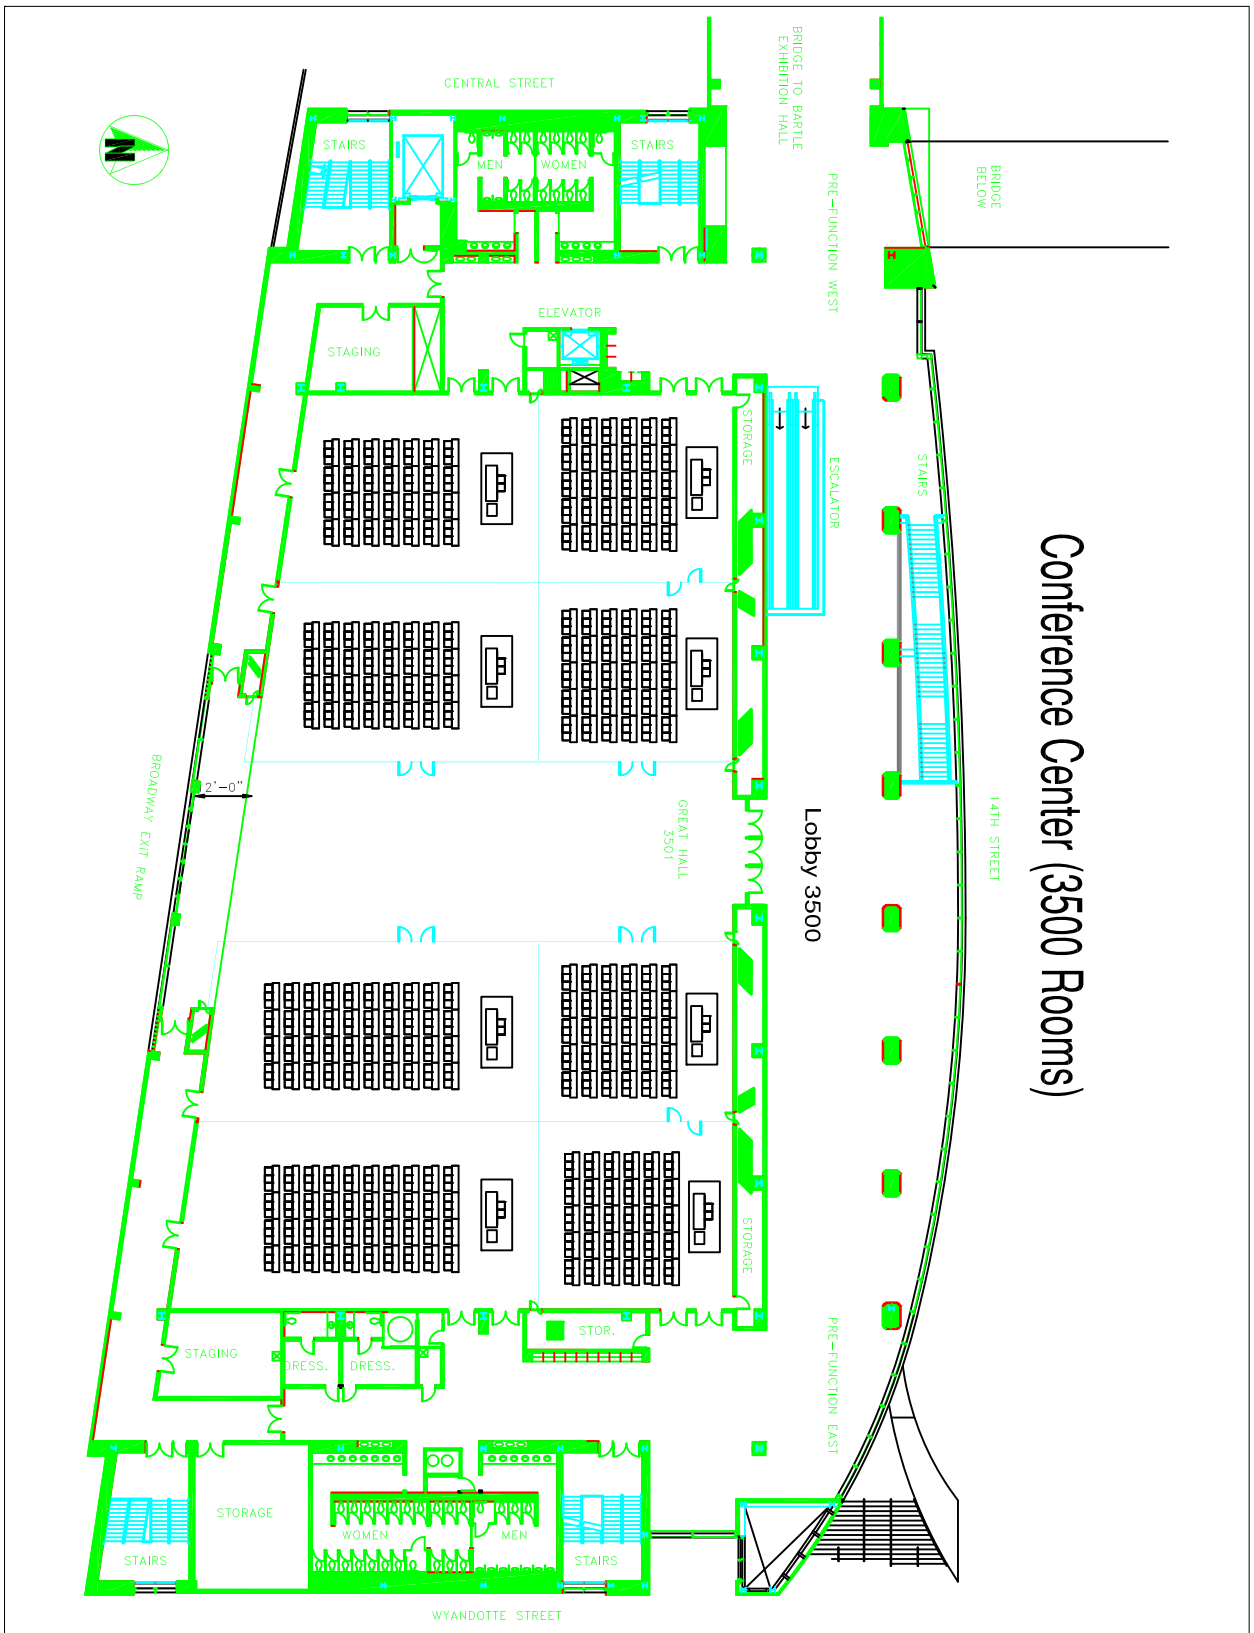 CENTRAL STREET
BRIDGE TO BARTLE
EXHIBITION HALL
BRIDGE
BELOW
N
STAIRS
MEN
WOMEN
STAIRS
PRE-FUNCTION WEST
ELEVATOR
STAGING
STORAGE
ESCALATOR
STAIRS
Conference Center (3500 Rooms)
BROADWAY EXIT RAMP
2'-0"
GREAT HALL
3501
Lobby 3500
14TH STREET
STORAGE
STOR.
STAGING
DRESS.
DRESS.
PRE-FUNCTION EAST
STORAGE
WOMEN
MEN
STAIRS
STAIRS
WYANDOTTE STREET